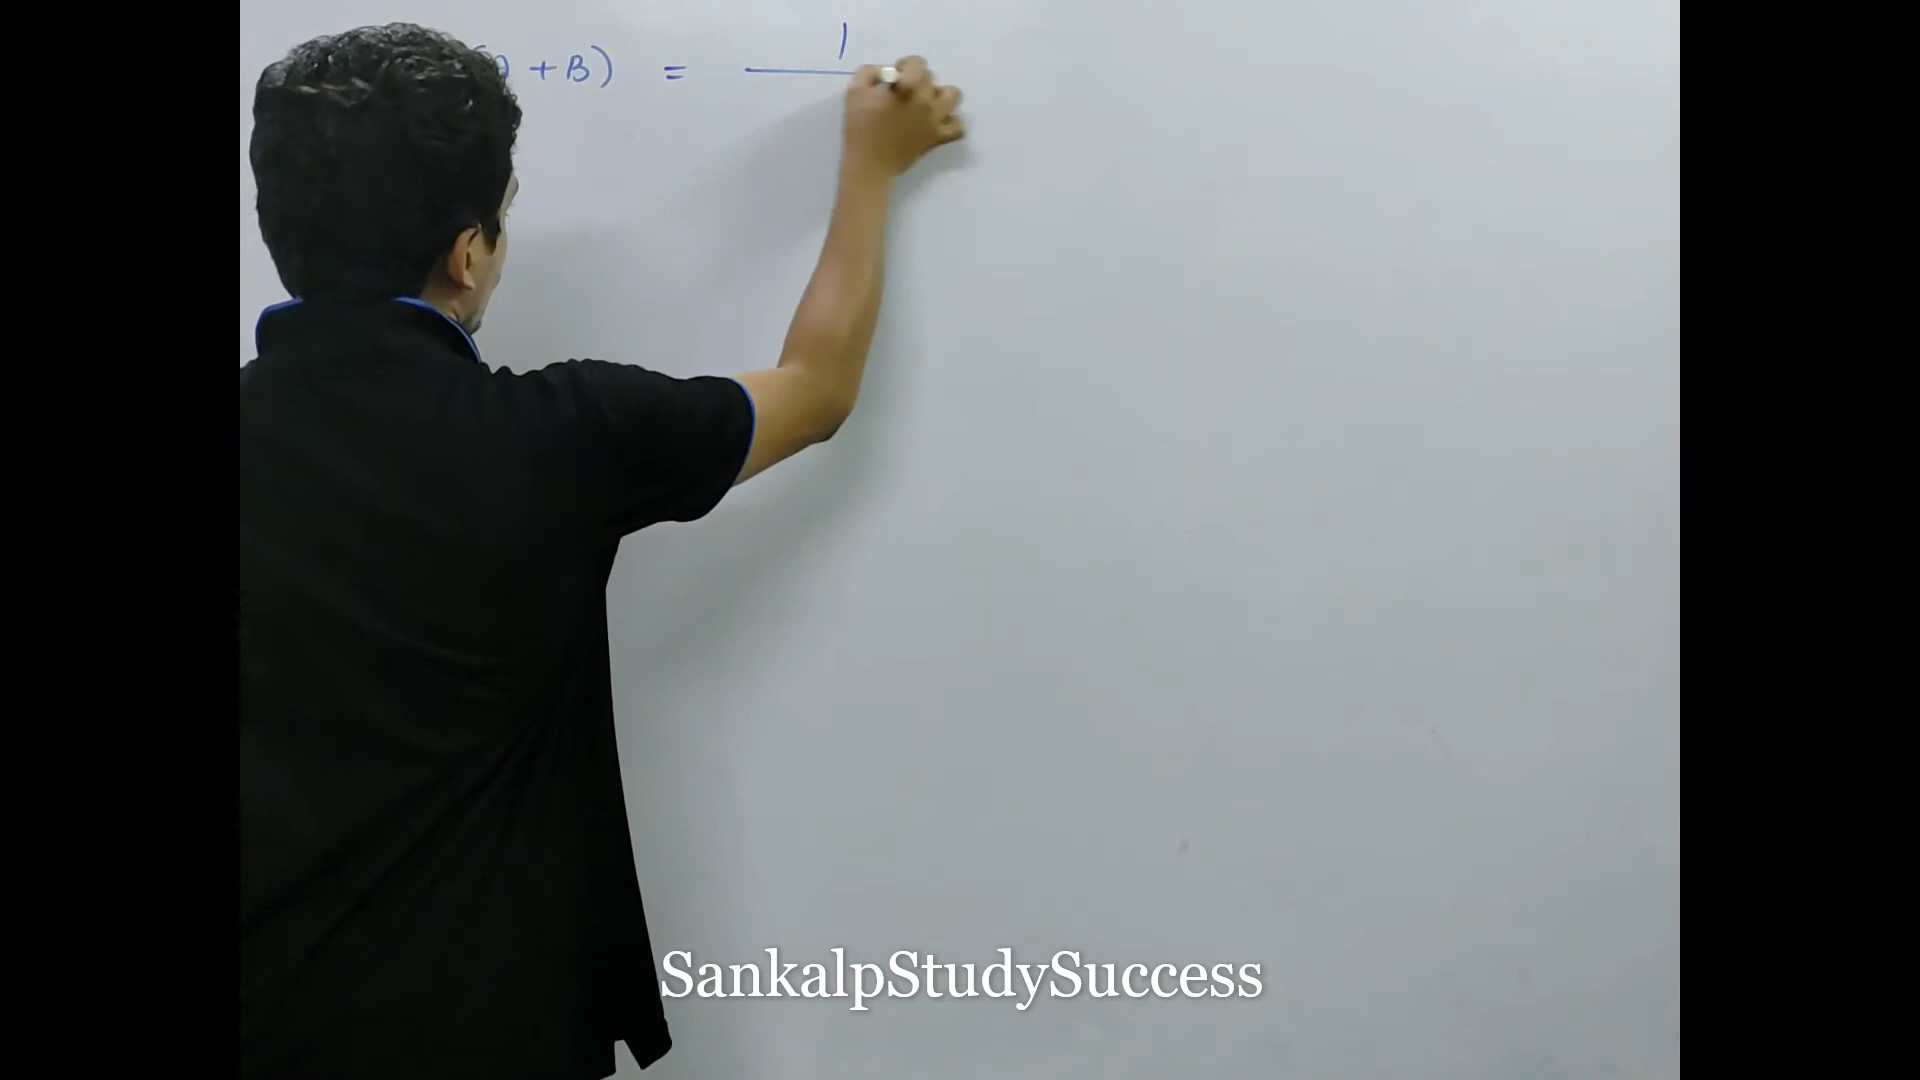 + B) = 1
SankalpStudySuccess